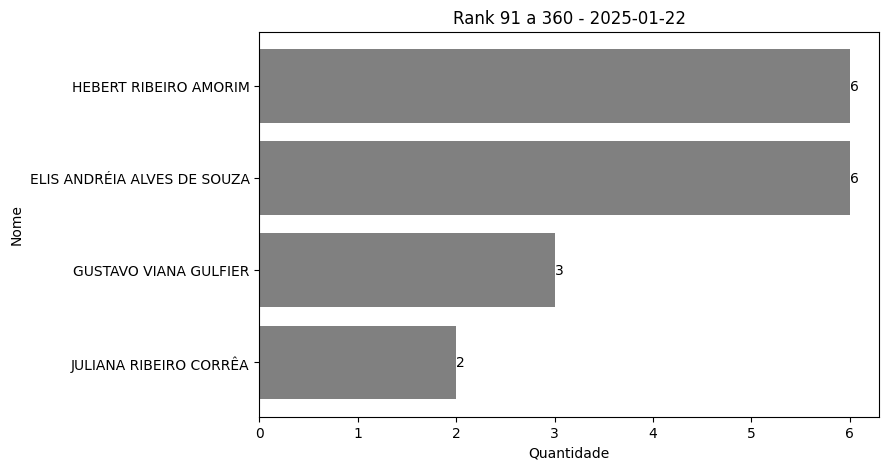 Rank 91 a 360 - 2025-01-22
HEBERT RIBEIRO AMORIM
6
ELIS ANDRÉIA ALVES DE SOUZA
6
GUSTAVO VIANA GULFIER
3
JULIANA RIBEIRO CORRÊA
2
Nome
0 1 2 3 4 5 6
Quantidade